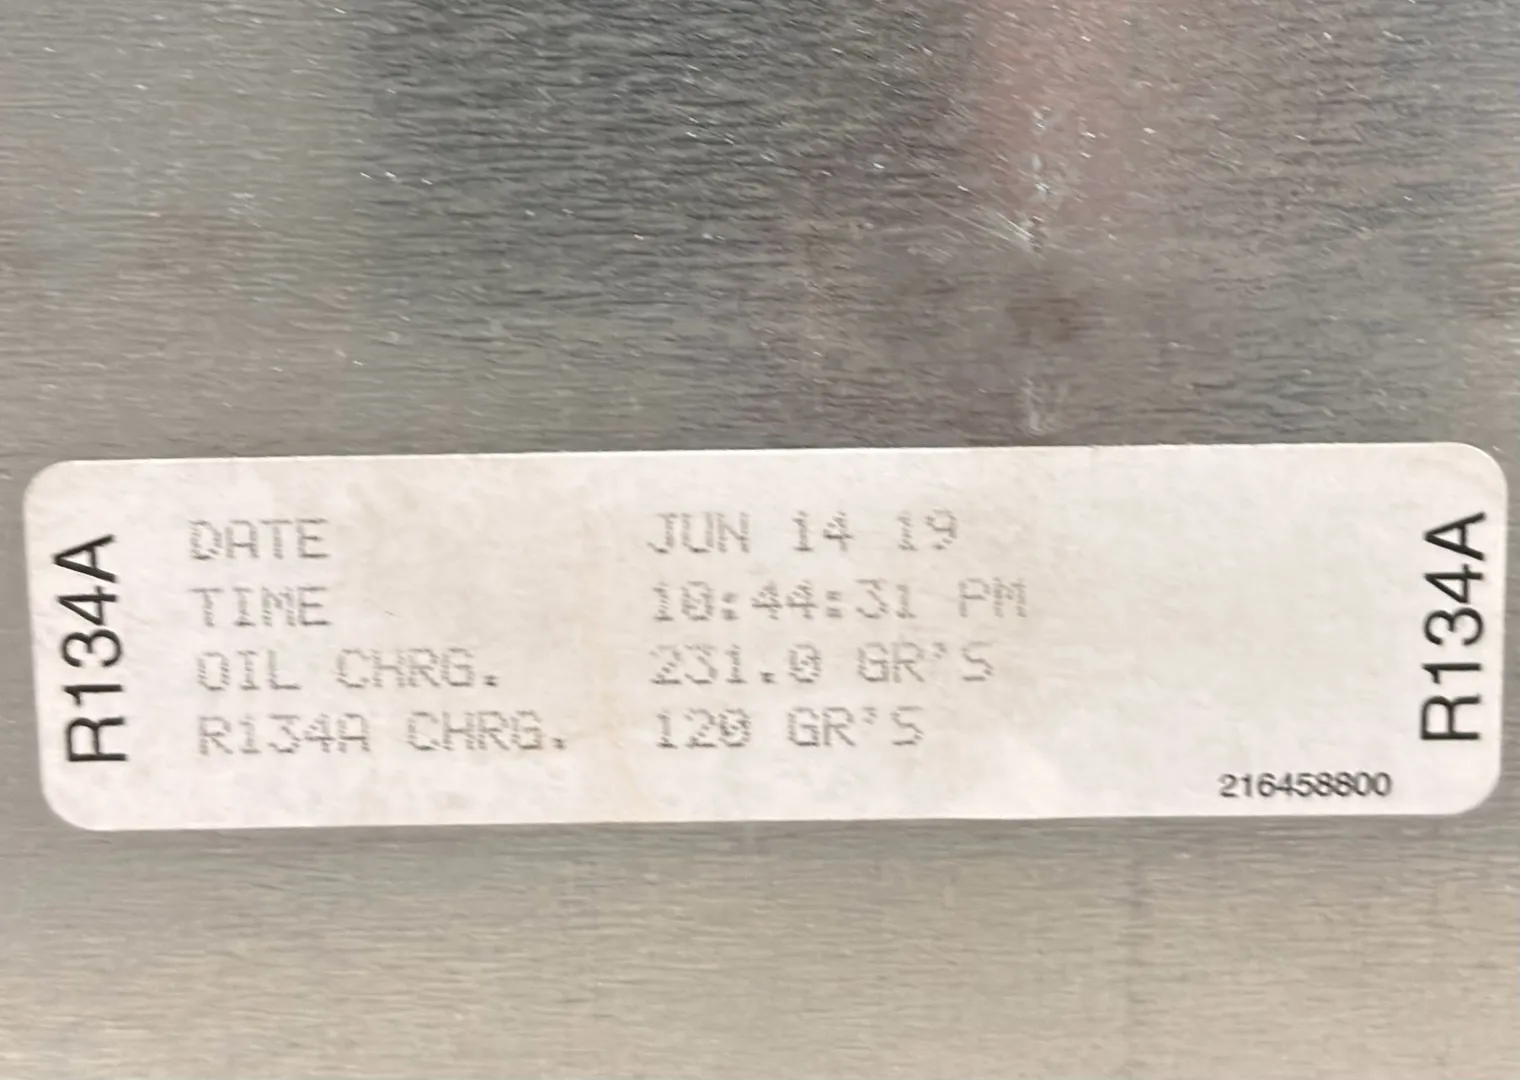 R134A
DATE JUN 14 19
TIME 10:44:31 PM
OIL CHRG. 231.0 GR'S
R134A CHRG. 120 GR'S
216458800
R134A